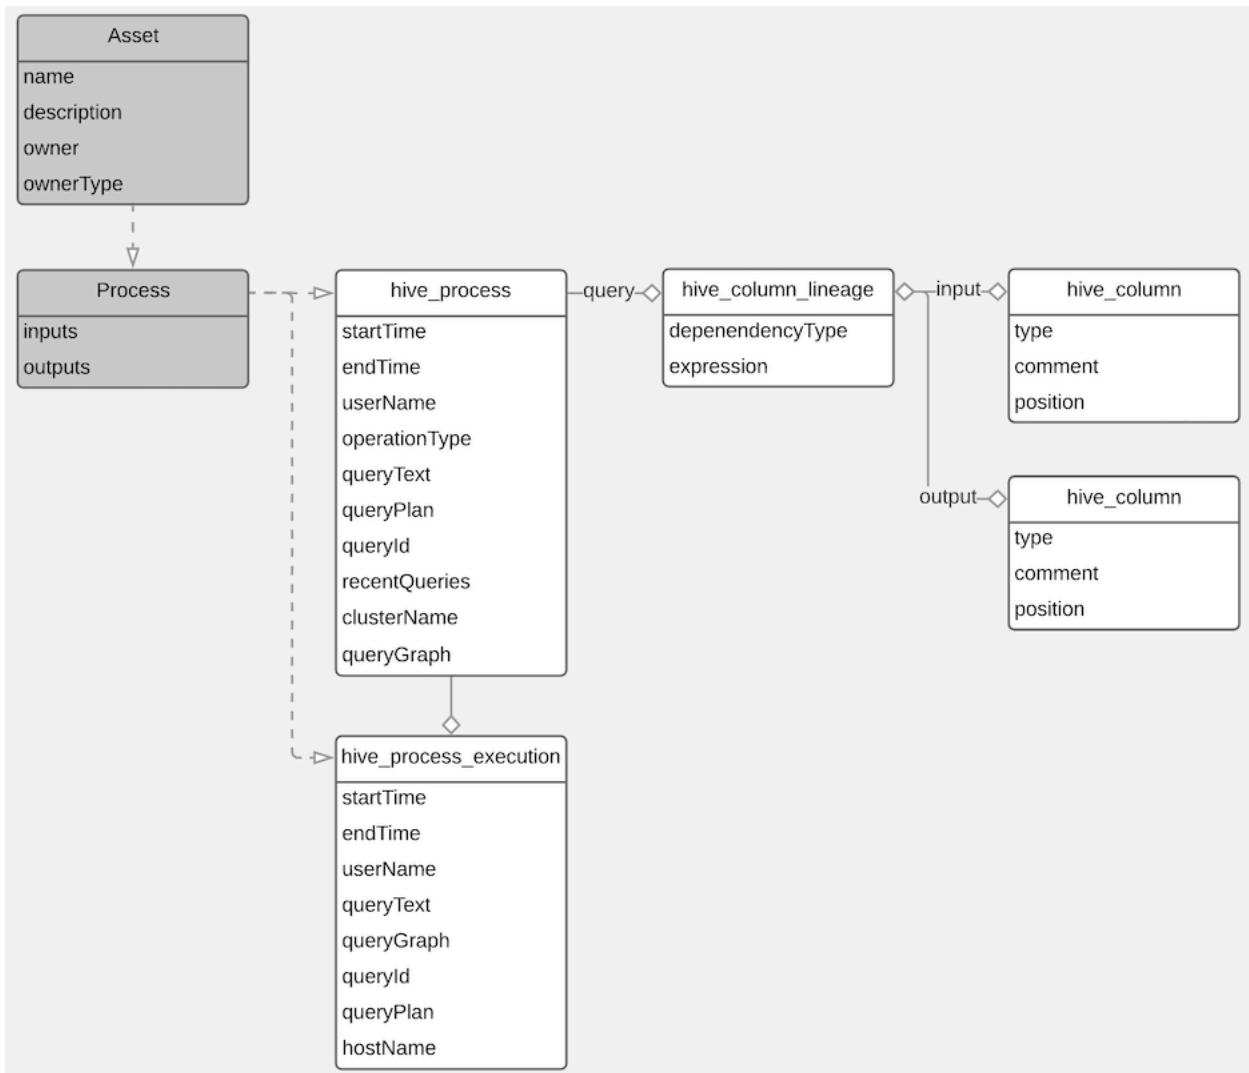 Asset
name
description
owner
ownerType
Process
inputs
outputs
hive_process
startTime
endTime
userName
operationType
queryText
queryPlan
queryId
recentQueries
clusterName
queryGraph
query
hive_column_lineage
depenendencyType
expression
input
hive_column
type
comment
position
output
hive_column
type
comment
position
hive_process_execution
startTime
endTime
userName
queryText
queryGraph
queryId
queryPlan
hostName